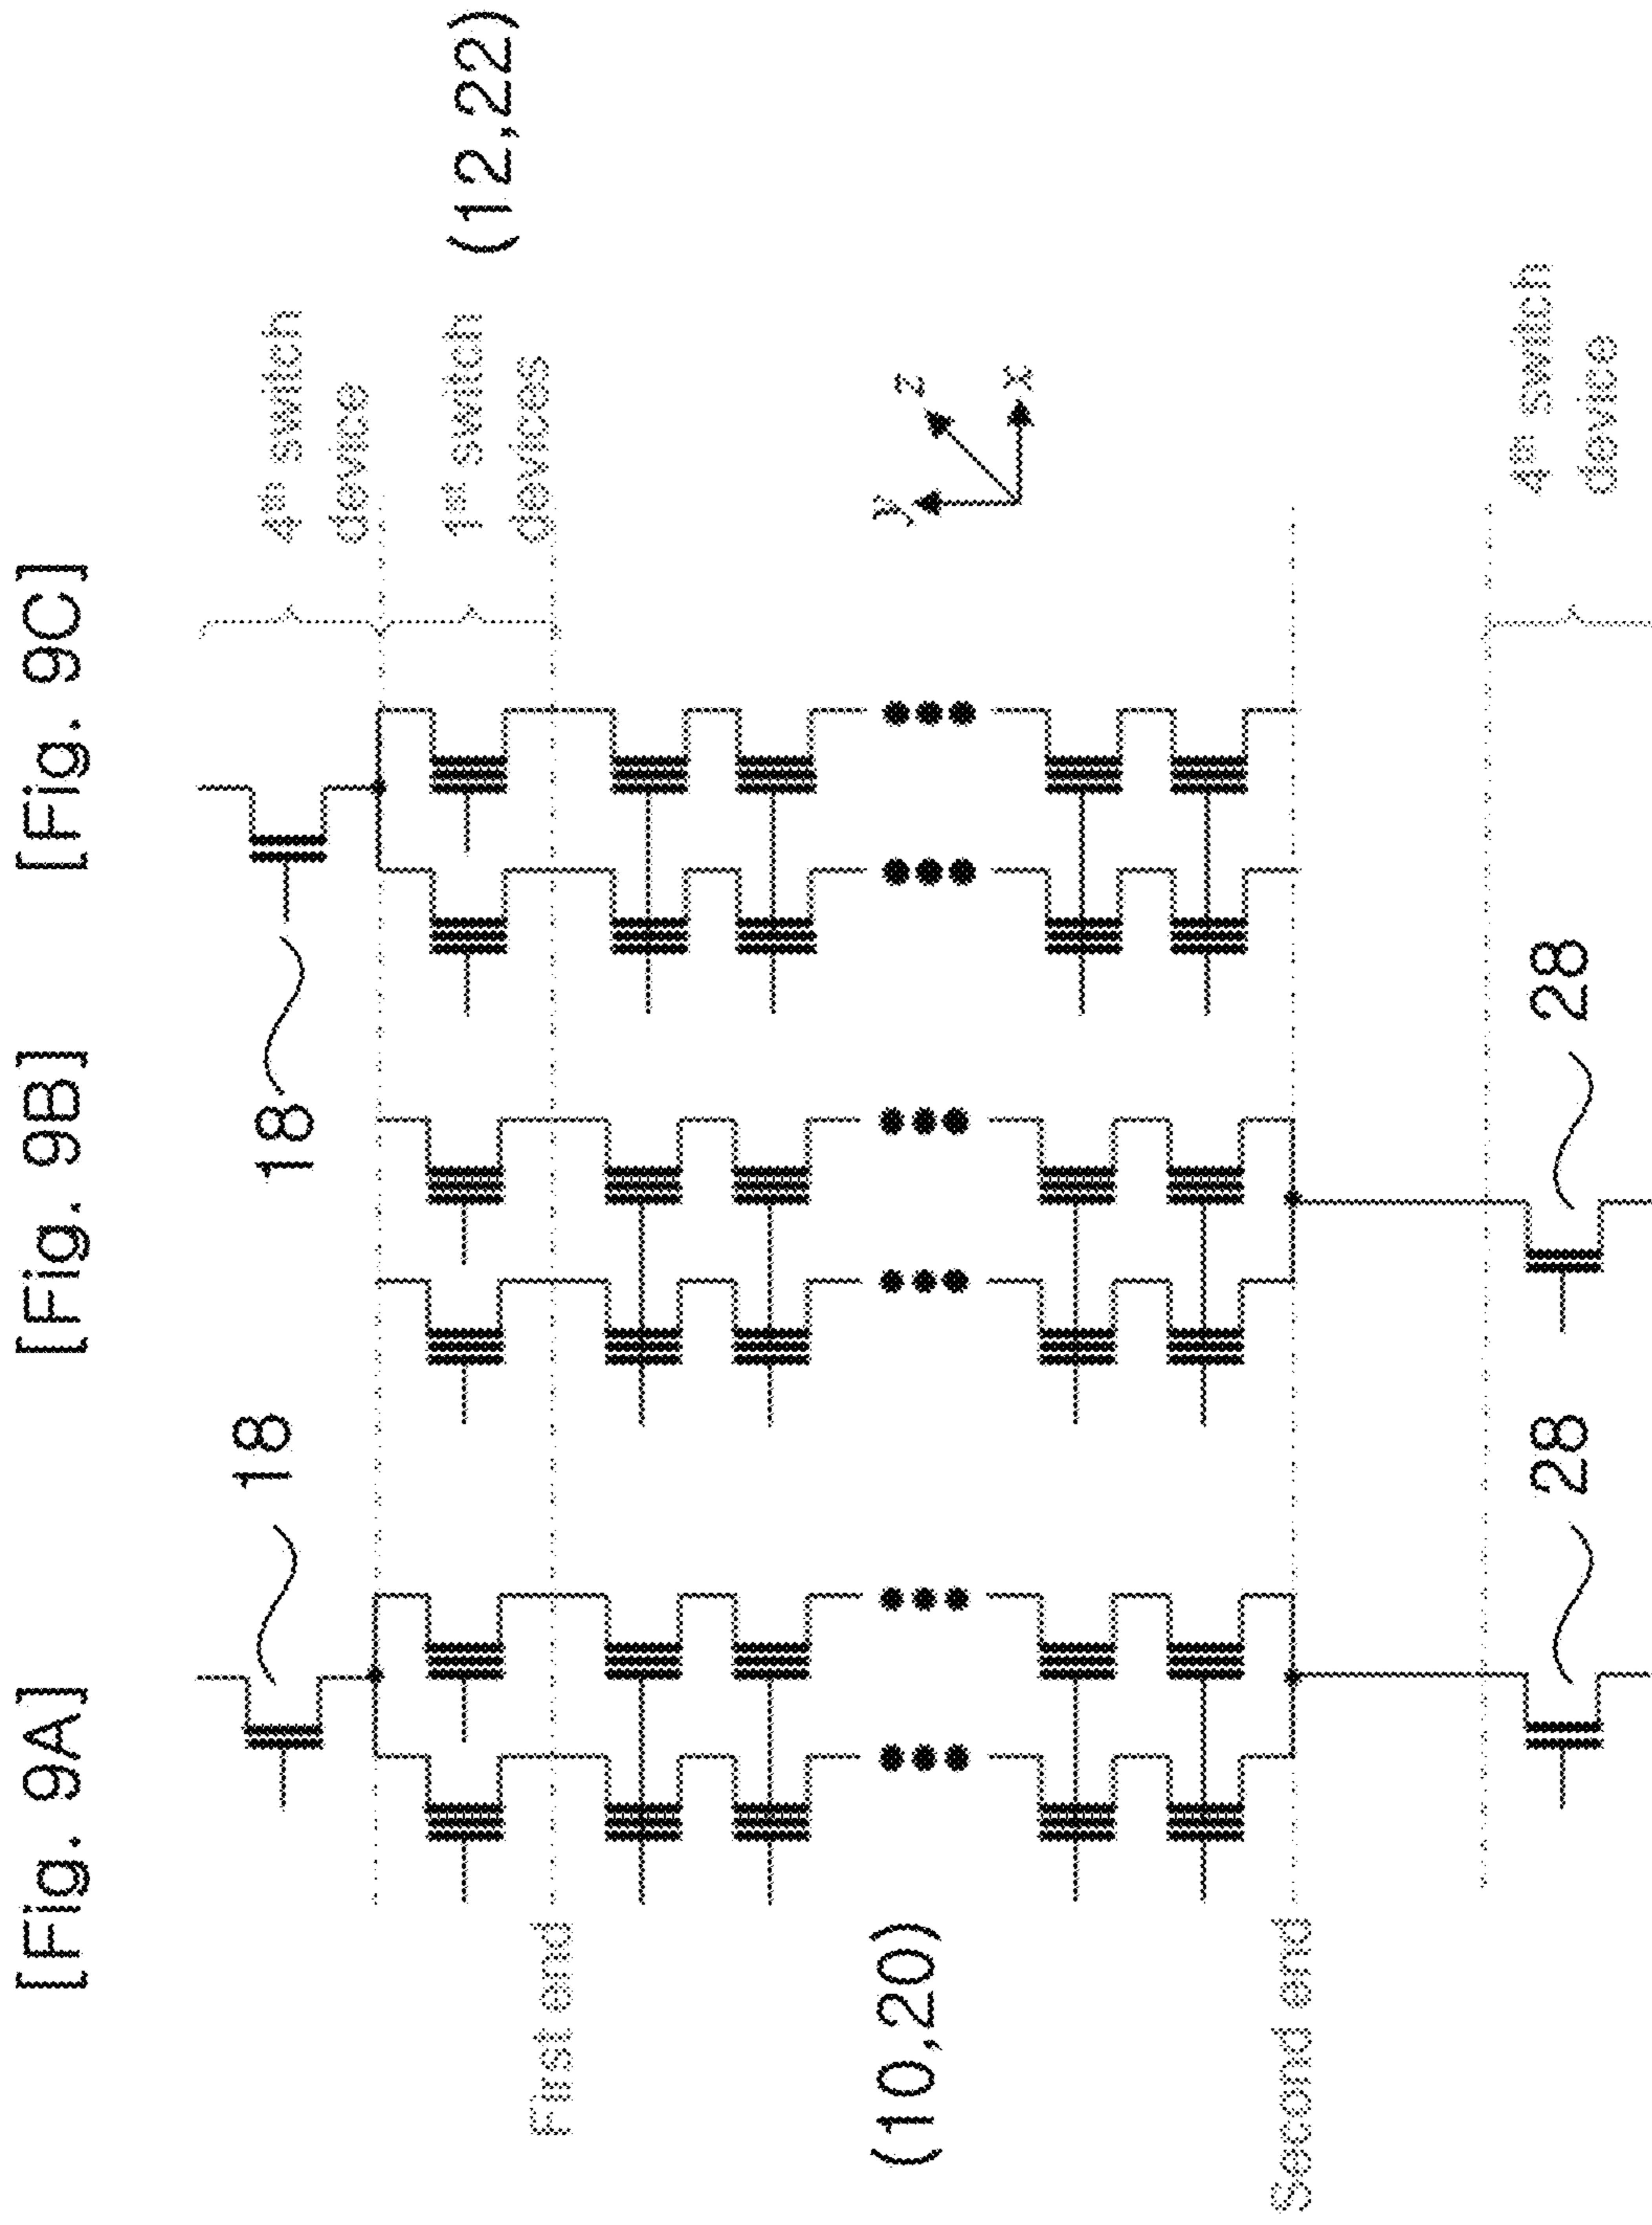 [Fig. 9A]
[Fig. 9B]
[Fig. 9C]
18
18
4th switch
device
1st switch
devices
(12,22)
First end
(10,20)
y
z
x
Second end
28
28
4th switch
device